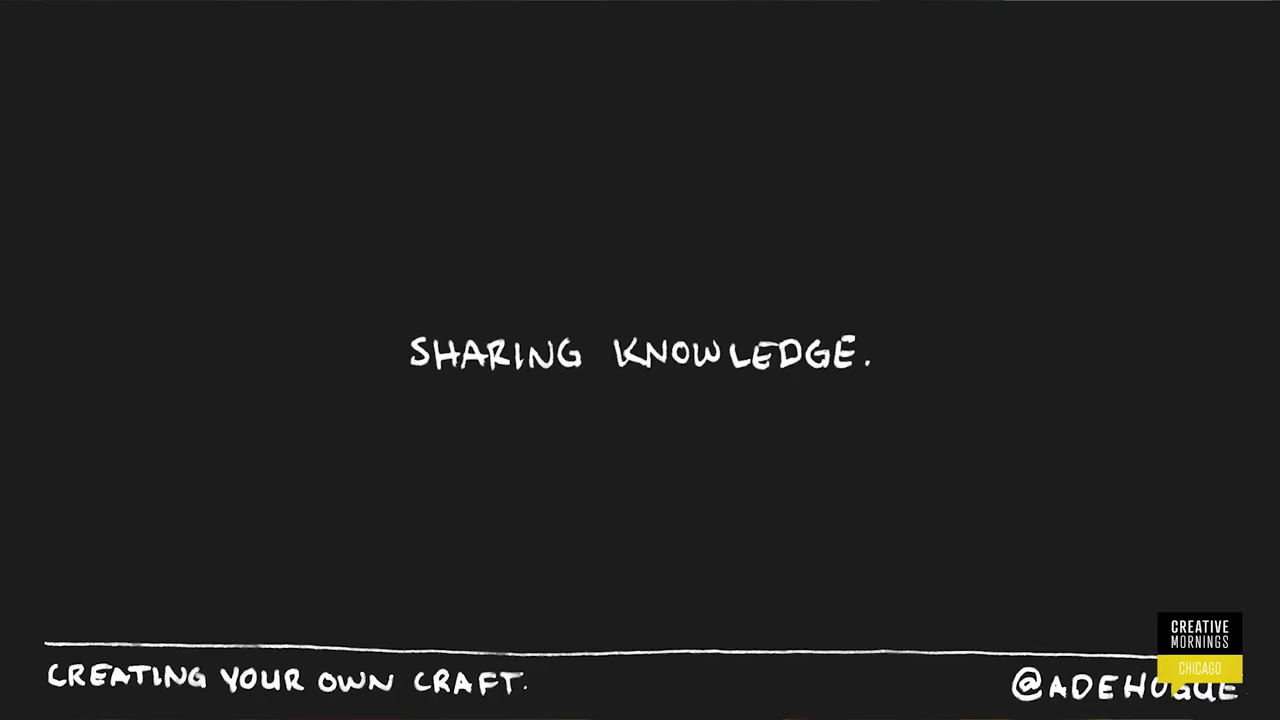 SHARING KNOWLEDGE.
CREATING YOUR OWN CRAFT.
@ADEHOGUE
CREATIVE
MORNINGS
CHICAGO